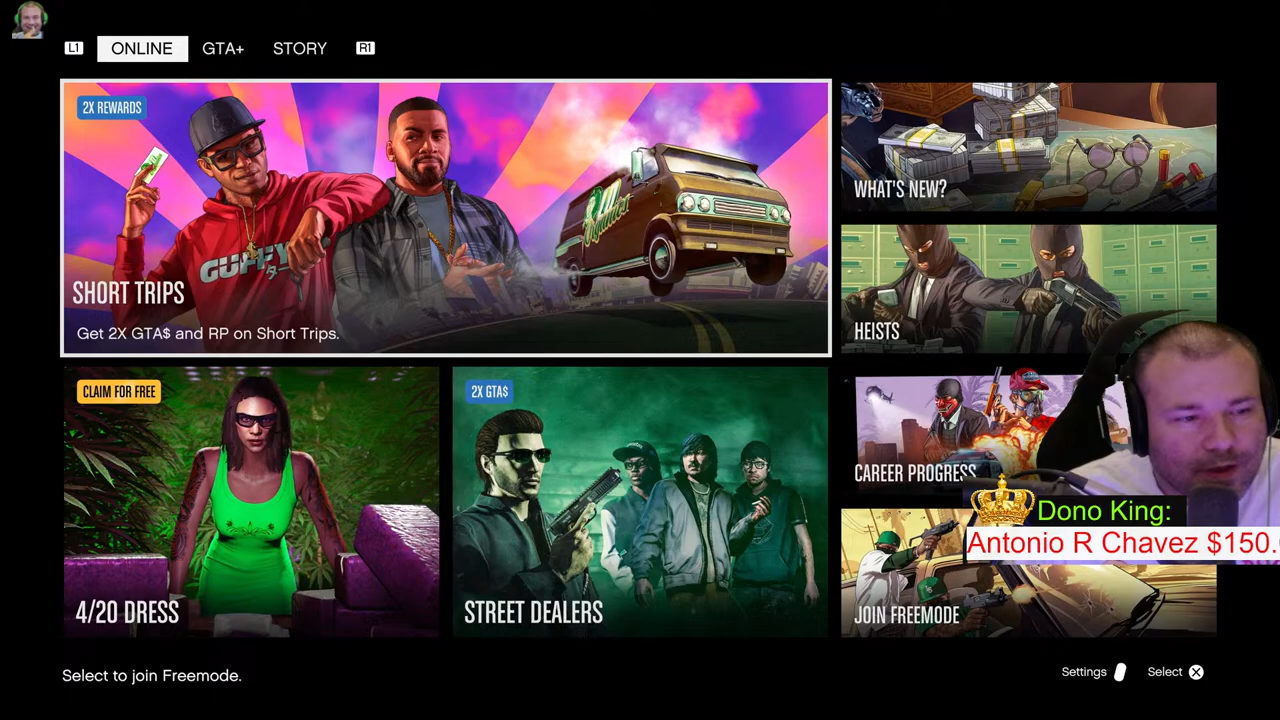 L1
ONLINE
GTA+
STORY
R1
2X REWARDS
GUFFY
SHORT TRIPS
Get 2X GTA$ and RP on Short Trips.
WHAT'S NEW?
HEISTS
CLAIM FOR FREE
4/20 DRESS
2X GTA$
STREET DEALERS
CAREER PROGRESS
Dono King:
Antonio R Chavez $150.
JOIN FREEMODE
Select to join Freemode.
Settings
Select